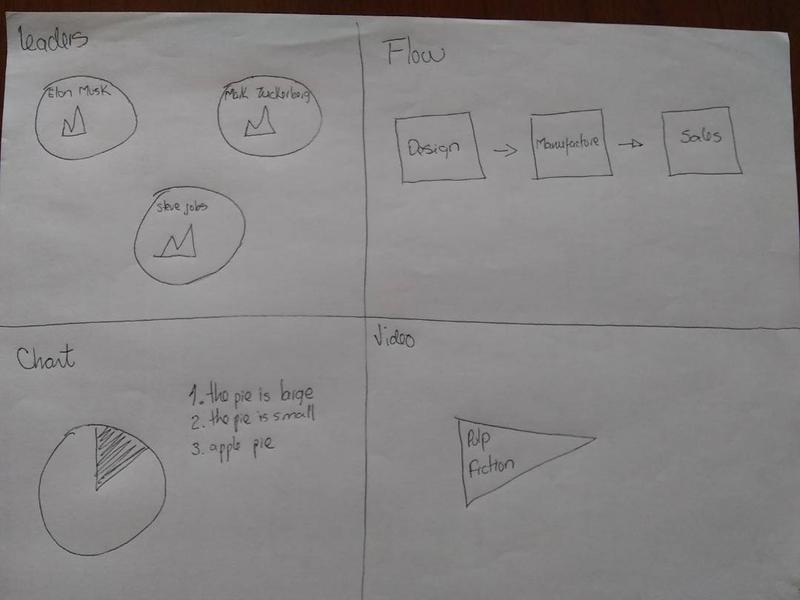 Leaders
Elon Musk
Mark Zuckerberg
Steve Jobs
Flow
Design
Manufacture
Sales
Chart
1. the pie is large
2. the pie is small
3. apple pie
Video
Pulp
Fiction